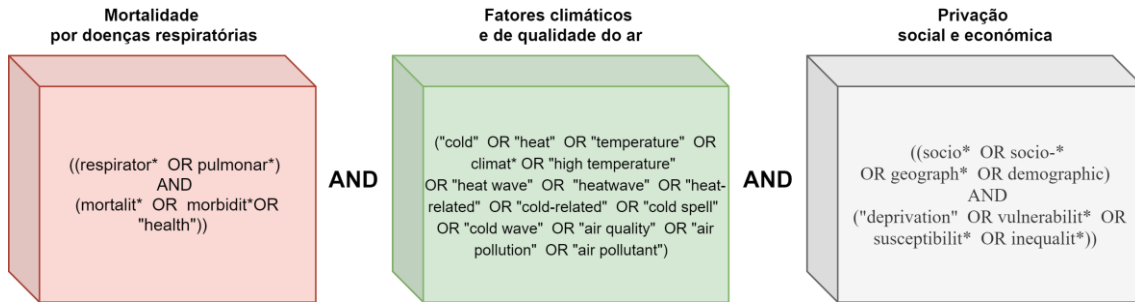 Mortalidade
por doenças respiratórias
((respirator* OR pulmonar*)
AND
(mortalit* OR morbidit*OR
"health"))
AND
Fatores climáticos
e de qualidade do ar
("cold" OR "heat" OR "temperature" OR
climat* OR "high temperature"
OR "heat wave" OR "heatwave" OR "heat-
related" OR "cold-related" OR "cold spell"
OR "cold wave" OR "air quality" OR "air
pollution" OR "air pollutant")
AND
Privação
social e económica
((socio* OR socio-*
OR geograph* OR demographic)
AND
("deprivation" OR vulnerabilit* OR
susceptibilit* OR inequalit*))